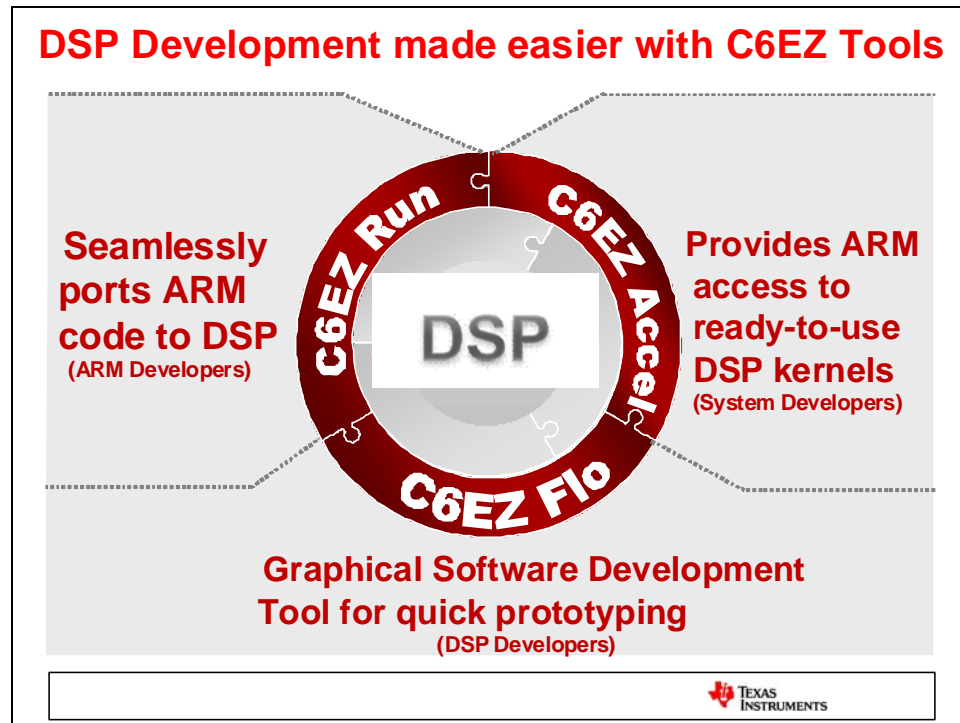 DSP Development made easier with C6EZ Tools
C6EZ Run
C6EZ Accel
Seamlessly
ports ARM
code to DSP
(ARM Developers)
DSP
Provides ARM
access to
ready-to-use
DSP kernels
(System Developers)
C6EZ Flo
Graphical Software Development
Tool for quick prototyping
(DSP Developers)
TEXAS
INSTRUMENTS